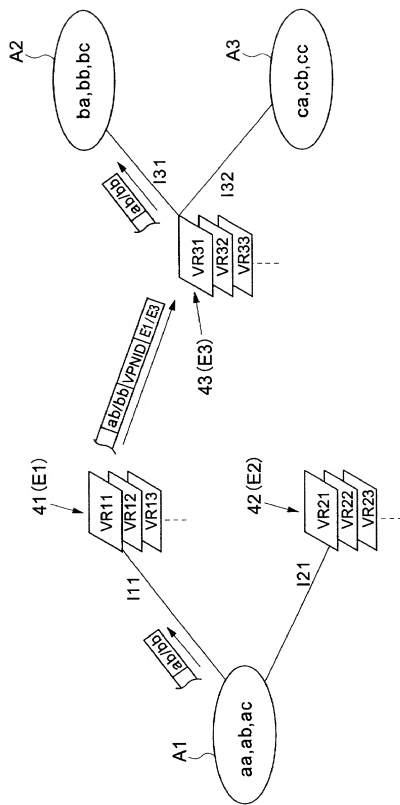 A1
aa,ab,ac
ab/bb
I11
I21
41 (E1)
VR11
VR12
VR13
42 (E2)
VR21
VR22
VR23
ab/bb VPNID E1/E3
43 (E3)
VR31
VR32
VR33
ab/bb
I31
I32
A2
ba,bb,bc
A3
ca,cb,cc